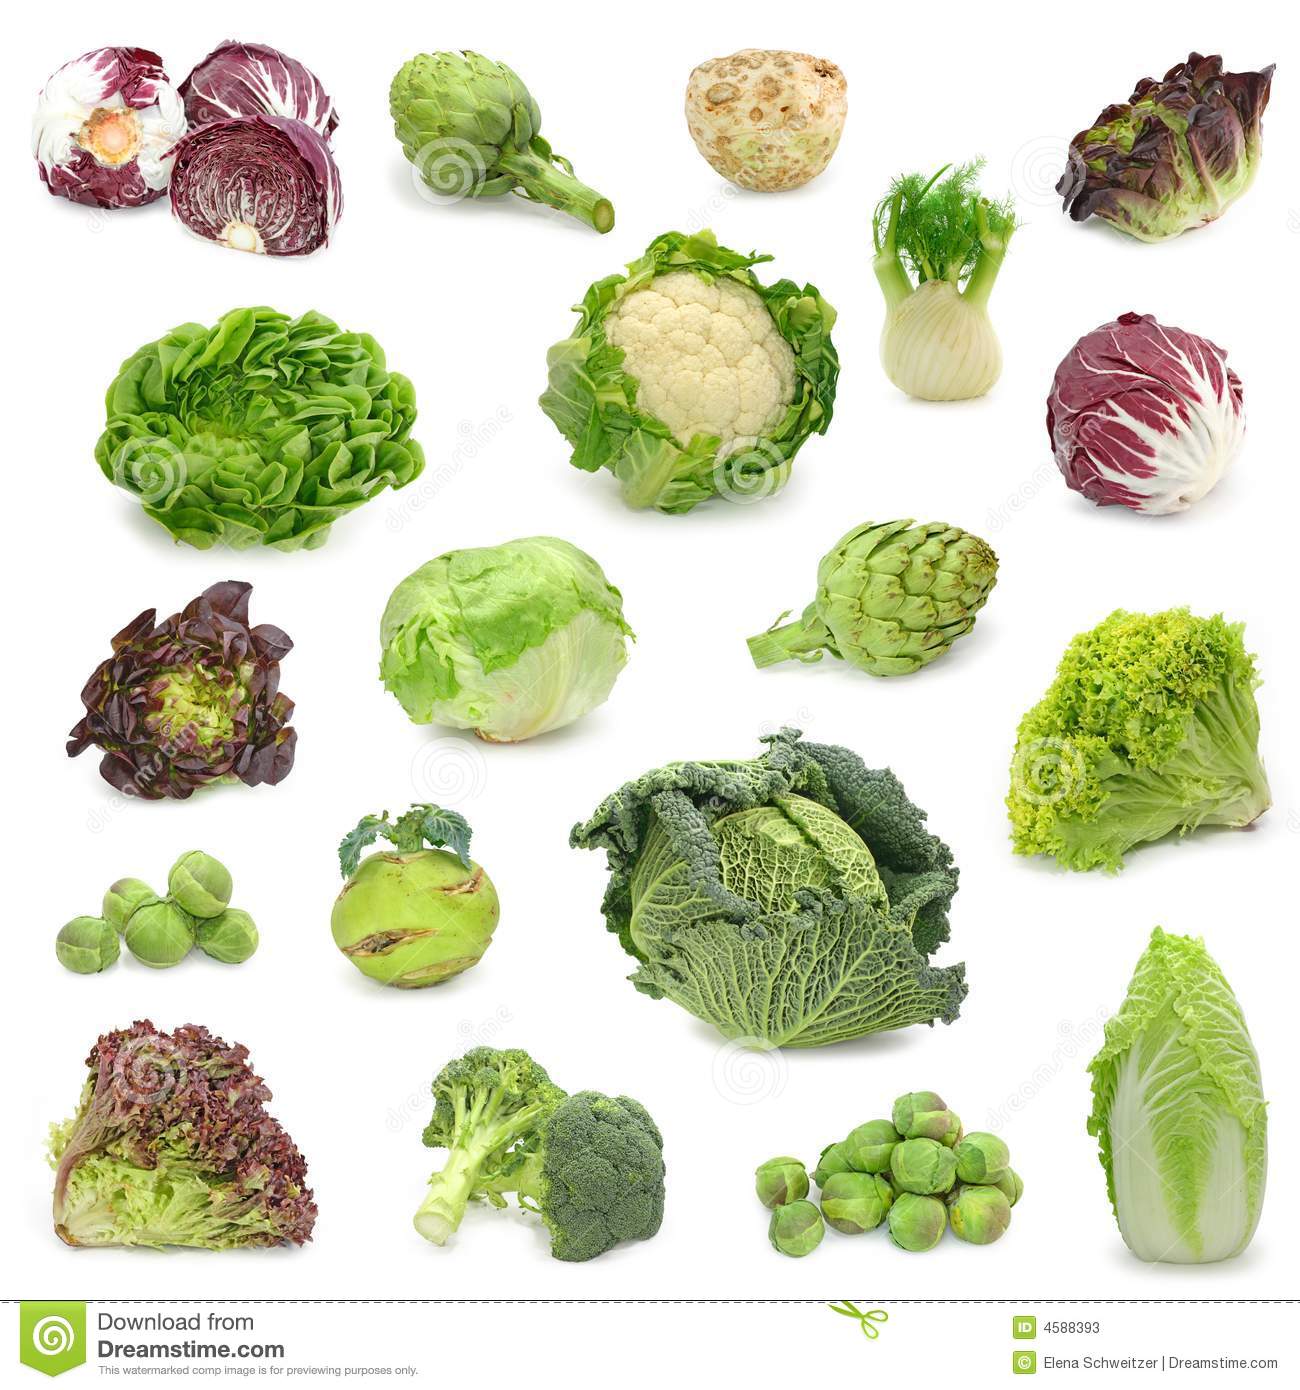 Download from
Dreamstime.com
This watermarked comp image is for previewing purposes only.
ID 4588393
© Elena Schweitzer | Dreamstime.com